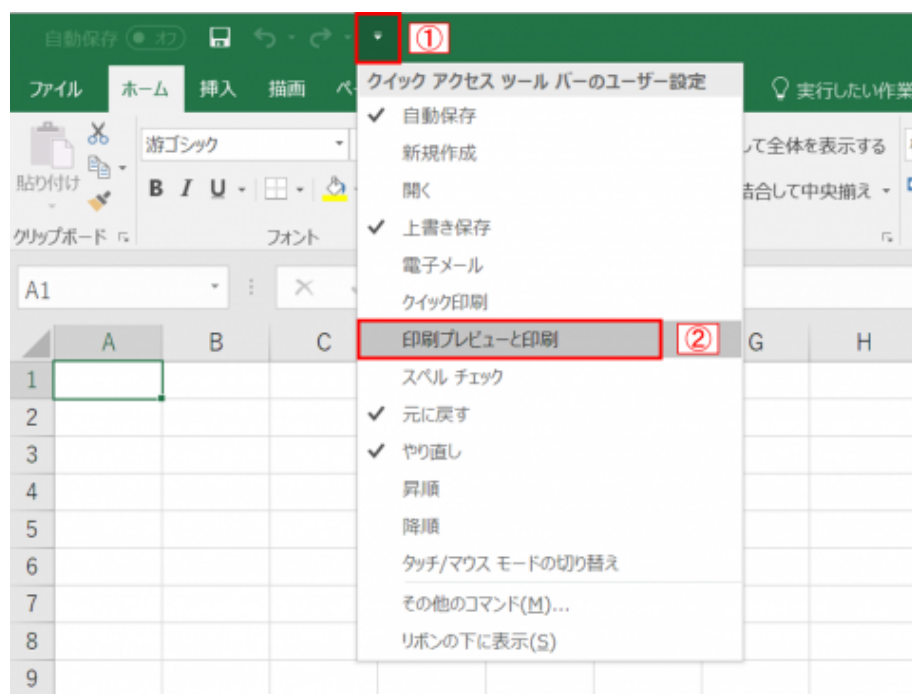 自動保存 オフ ①
ファイル ホーム 挿入 描画 クイック アクセス ツール バーのユーザー設定 実行したい作業
自動保存
新規作成
開く
上書き保存
電子メール
クイック印刷
印刷プレビューと印刷 ②
スペル チェック
元に戻す
やり直し
昇順
降順
タッチ/マウス モードの切り替え
その他のコマンド(M)...
リボンの下に表示(S)
游ゴシック
して全体を表示する
貼り付け
B I U
結合して中央揃え
クリップボード フォント
A1
A B C G H
1
2
3
4
5
6
7
8
9